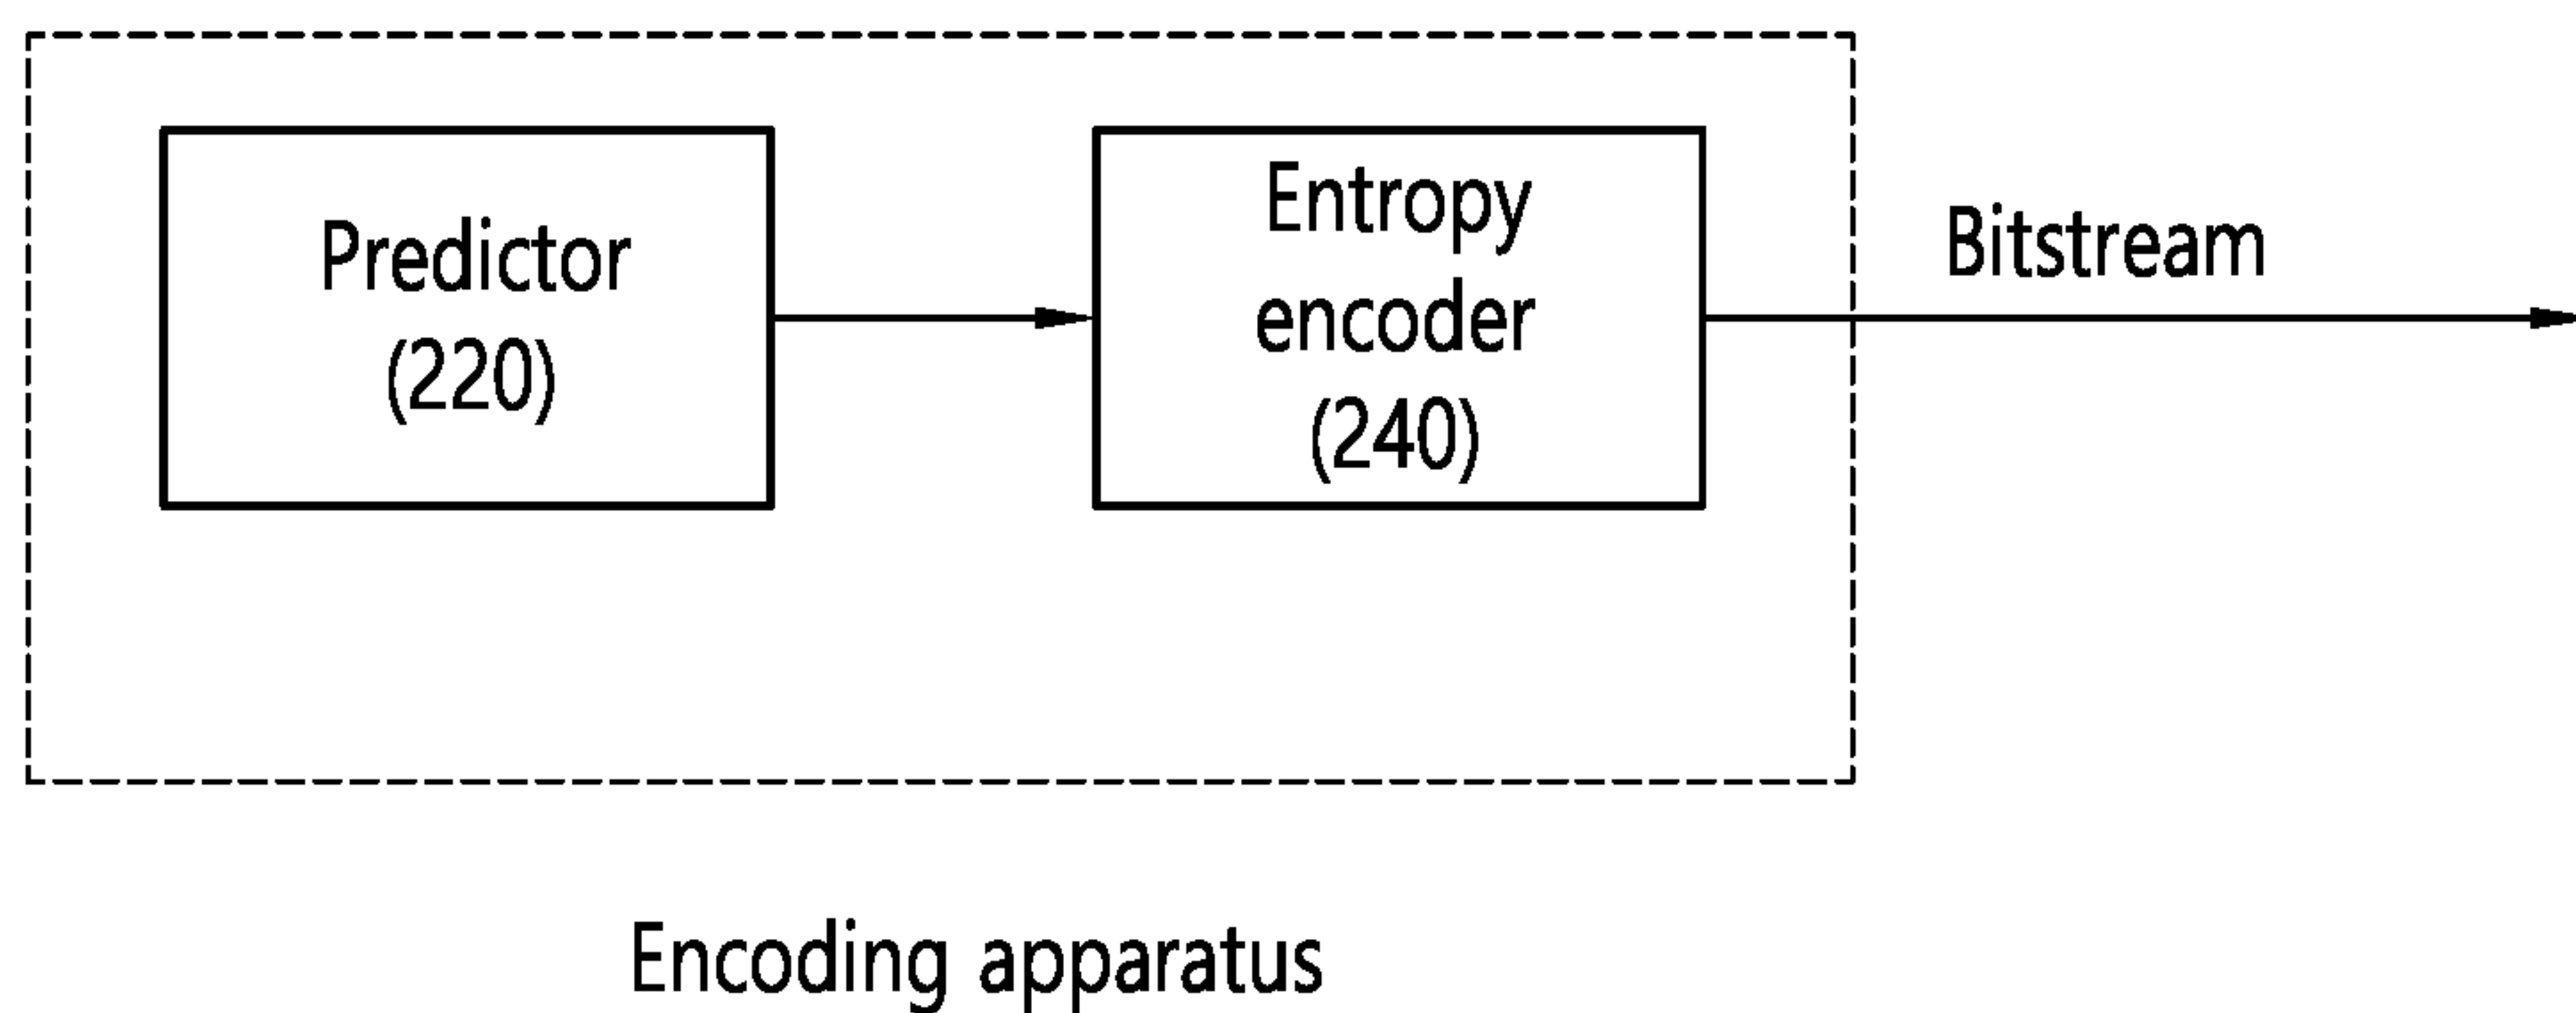 Predictor
(220)
Entropy
encoder
(240)
Bitstream
Encoding apparatus